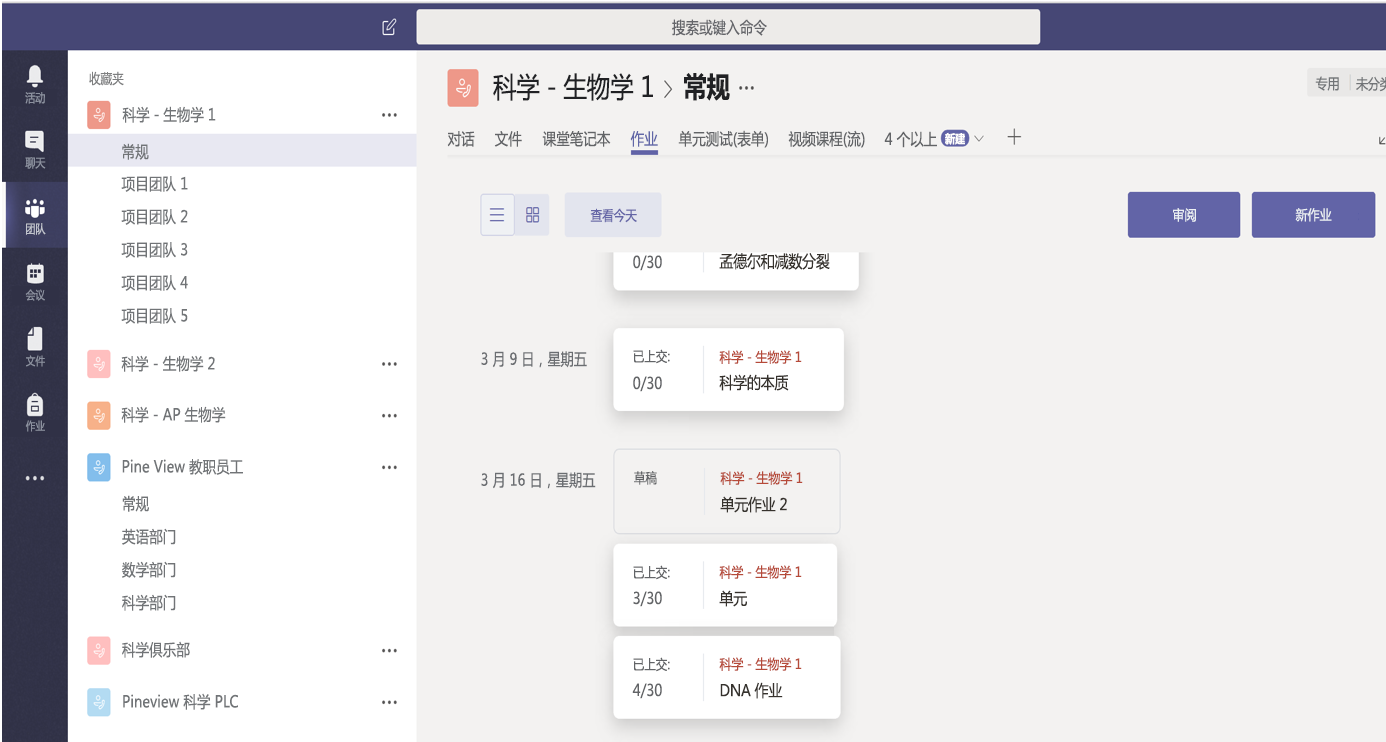 搜索或键入命令
活动
聊天
团队
会议
文件
作业
收藏夹
科学 - 生物学 1
常规
项目团队 1
项目团队 2
项目团队 3
项目团队 4
项目团队 5
科学 - 生物学 2
科学 - AP 生物学
Pine View 教职员工
常规
英语部门
数学部门
科学部门
科学俱乐部
Pineview 科学 PLC
科学 - 生物学 1 > 常规 ···
专用 未分类
对话 文件 课堂笔记本 作业 单元测试(表单) 视频课程(流) 4 个以上 新建
查看今天
审阅
新作业
0/30 孟德尔和减数分裂
3 月 9 日，星期五
已上交: 科学 - 生物学 1
0/30 科学的本质
3 月 16 日，星期五
草稿 科学 - 生物学 1
单元作业 2
已上交: 科学 - 生物学 1
3/30 单元
已上交: 科学 - 生物学 1
4/30 DNA 作业